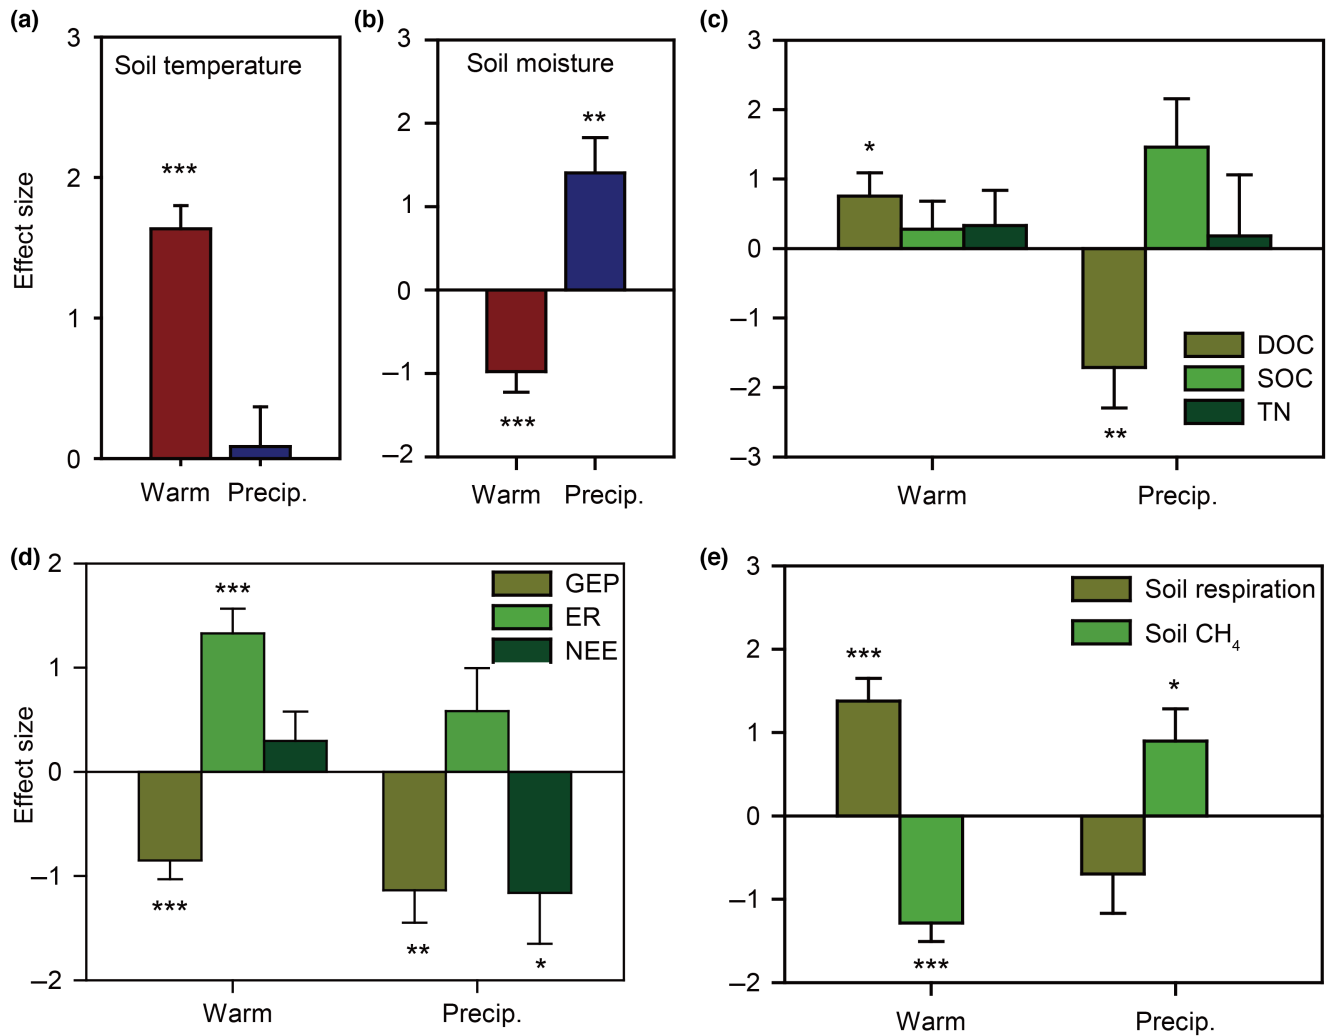 (a)
3
Soil temperature
***
2
1
0
Effect size
Warm Precip.
(b)
3
Soil moisture
**
2
1
0
–1
***
–2
Warm Precip.
(c)
3
2
*
1
0
–1
DOC
SOC
TN
–2
**
–3
Warm Precip.
(d)
2
GEP
ER
NEE
***
1
0
Effect size
–1
***
**
*
–2
Warm Precip.
(e)
3
Soil respiration
Soil CH₄
2
***
*
1
0
–1
***
–2
Warm Precip.